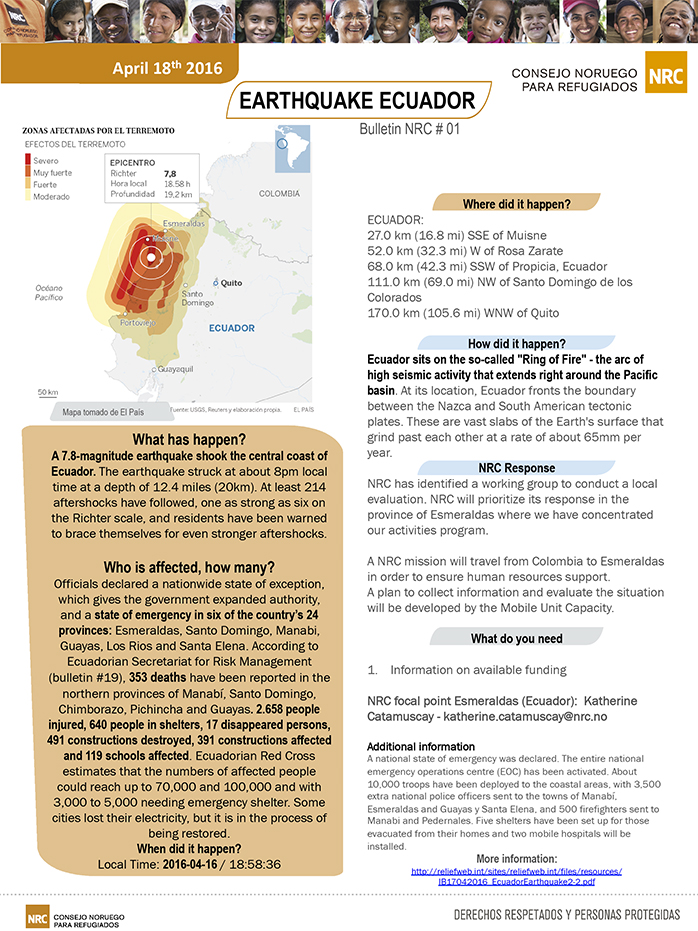 April 18th 2016
CONSEJO NORUEGO
PARA REFUGIADOS
NRC
EARTHQUAKE ECUADOR
Bulletin NRC # 01
ZONAS AFECTADAS POR EL TERREMOTO
EFECTOS DEL TERREMOTO
Severo
Muy fuerte
Fuerte
Moderado
EPICENTRO
Richter 7,8
Hora local 18.58 h
Profundidad 19,2 km
COLOMBIA
Esmeraldas
Quito
Santo
Domingo
Océano
Pacífico
Portoviejo
ECUADOR
Guayaquil
50 km
Mapa tomado de El País
Fuente: USGS, Reuters y elaboración propia. EL PAÍS
What has happen?
A 7.8-magnitude earthquake shook the central coast of
Ecuador. The earthquake struck at about 8pm local
time at a depth of 12.4 miles (20km). At least 214
aftershocks have followed, one as strong as six on
the Richter scale, and residents have been warned
to brace themselves for even stronger aftershocks.
Who is affected, how many?
Officials declared a nationwide state of exception,
which gives the government expanded authority,
and a state of emergency in six of the country's 24
provinces: Esmeraldas, Santo Domingo, Manabi,
Guayas, Los Rios and Santa Elena. According to
Ecuadorian Secretariat for Risk Management
(bulletin #19), 353 deaths have been reported in the
northern provinces of Manabí, Santo Domingo,
Chimborazo, Pichincha and Guayas. 2.658 people
injured, 640 people in shelters, 17 disappeared persons,
491 constructions destroyed, 391 constructions affected
and 119 schools affected. Ecuadorian Red Cross
estimates that the numbers of affected people
could reach up to 70,000 and 100,000 and with
3,000 to 5,000 needing emergency shelter. Some
cities lost their electricity, but it is in the process of
being restored.
When did it happen?
Local Time: 2016-04-16 / 18:58:36
Where did it happen?
ECUADOR:
27.0 km (16.8 mi) SSE of Muisne
52.0 km (32.3 mi) W of Rosa Zarate
68.0 km (42.3 mi) SSW of Propicia, Ecuador
111.0 km (69.0 mi) NW of Santo Domingo de los
Colorados
170.0 km (105.6 mi) WNW of Quito
How did it happen?
Ecuador sits on the so-called "Ring of Fire" - the arc of
high seismic activity that extends right around the Pacific
basin. At its location, Ecuador fronts the boundary
between the Nazca and South American tectonic
plates. These are vast slabs of the Earth's surface that
grind past each other at a rate of about 65mm per
year.
NRC Response
NRC has identified a working group to conduct a local
evaluation. NRC will prioritize its response in the
province of Esmeraldas where we have concentrated
our activities program.
A NRC mission will travel from Colombia to Esmeraldas
in order to ensure human resources support.
A plan to collect information and evaluate the situation
will be developed by the Mobile Unit Capacity.
What do you need
1. Information on available funding
NRC focal point Esmeraldas (Ecuador): Katherine
Catamuscay - katherine.catamuscay@nrc.no
Additional information
A national state of emergency was declared. The entire national
emergency operations centre (EOC) has been activated. About
10,000 troops have been deployed to the coastal areas, with 3,500
extra national police officers sent to the towns of Manabí,
Esmeraldas and Guayas y Santa Elena, and 500 firefighters sent to
Manabi and Pedernales. Five shelters have been set up for those
evacuated from their homes and two mobile hospitals will be
installed.
More information:
http://reliefweb.int/sites/reliefweb.int/files/resources/
IB17042016_EcuadorEarthquake2-2.pdf
NRC
CONSEJO NORUEGO
PARA REFUGIADOS
DERECHOS RESPETADOS Y PERSONAS PROTEGIDAS